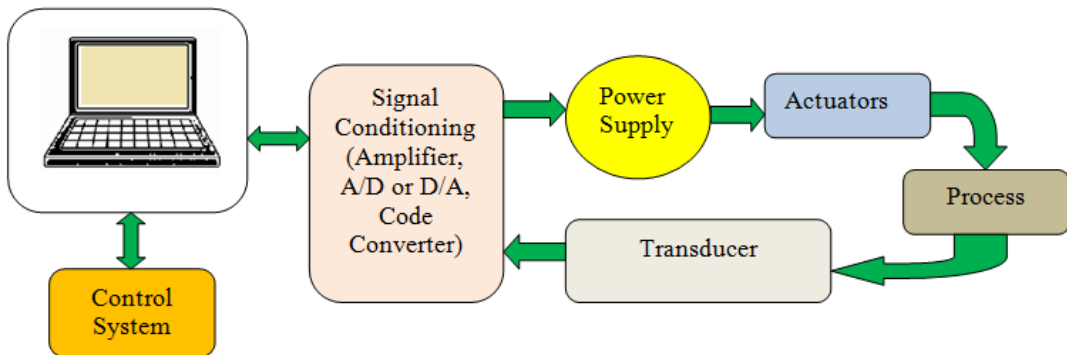 Signal
Conditioning
(Amplifier,
A/D or D/A,
Code
Converter)
Power
Supply
Actuators
Process
Transducer
Control
System